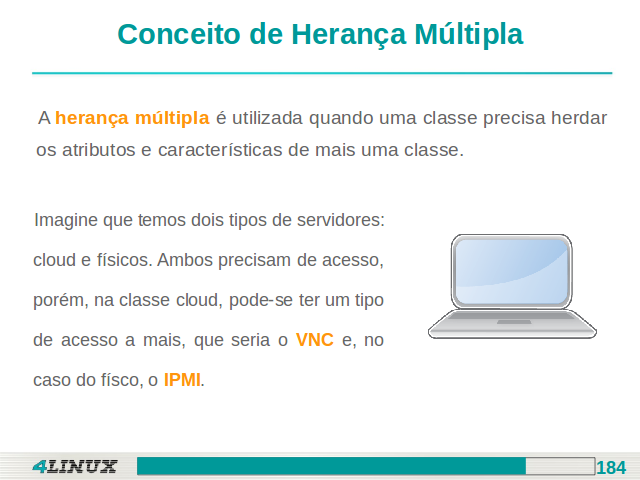 Conceito de Herança Múltipla
A herança múltipla é utilizada quando uma classe precisa herdar
os atributos e características de mais uma classe.
Imagine que temos dois tipos de servidores:
cloud e físicos. Ambos precisam de acesso,
porém, na classe cloud, pode-se ter um tipo
de acesso a mais, que seria o VNC e, no
caso do físco, o IPMI.
4LINUX
184